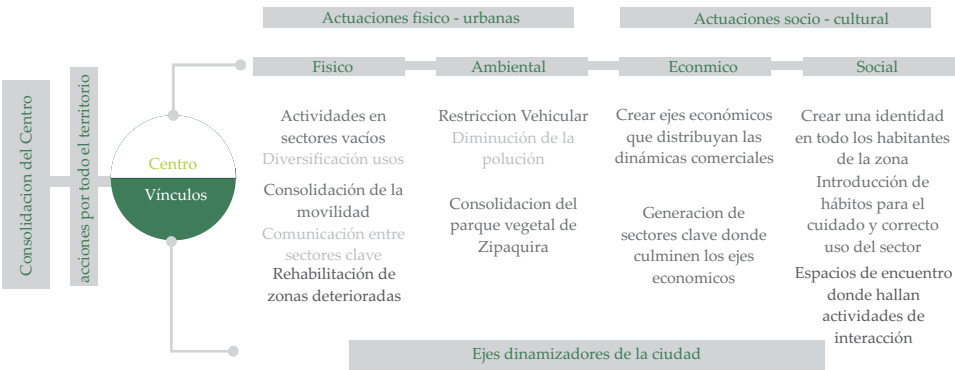 Consolidacion del Centro
acciones por todo el territorio
Centro
Vínculos
Actuaciones fisico - urbanas
Actuaciones socio - cultural
Fisico
Actividades en
sectores vacíos
Diversificación usos
Consolidación de la
movilidad
Comunicación entre
sectores clave
Rehabilitación de
zonas deterioradas
Ambiental
Restriccion Vehicular
Diminución de la
polución
Consolidacion del
parque vegetal de
Zipaquira
Econmico
Crear ejes económicos
que distribuyan las
dinámicas comerciales
Generacion de
sectores clave donde
culminen los ejes
economicos
Social
Crear una identidad
en todo los habitantes
de la zona
Introducción de
hábitos para el
cuidado y correcto
uso del sector
Espacios de encuentro
donde hallan
actividades de
interacción
Ejes dinamizadores de la ciudad